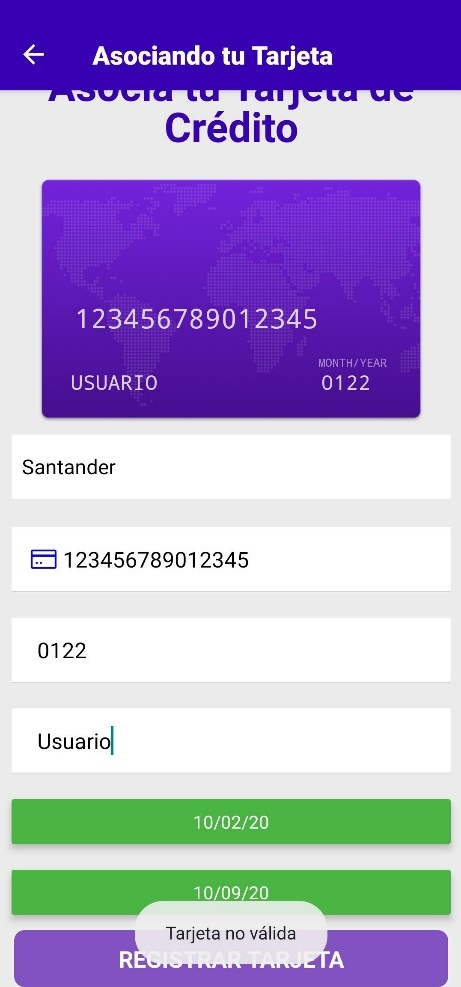 Asociando tu Tarjeta
Asocia tu Tarjeta de
Crédito
123456789012345
MONTH/YEAR
USUARIO 0122
Santander
123456789012345
0122
Usuario
10/02/20
10/09/20
Tarjeta no válida
REGISTRAR TARJETA